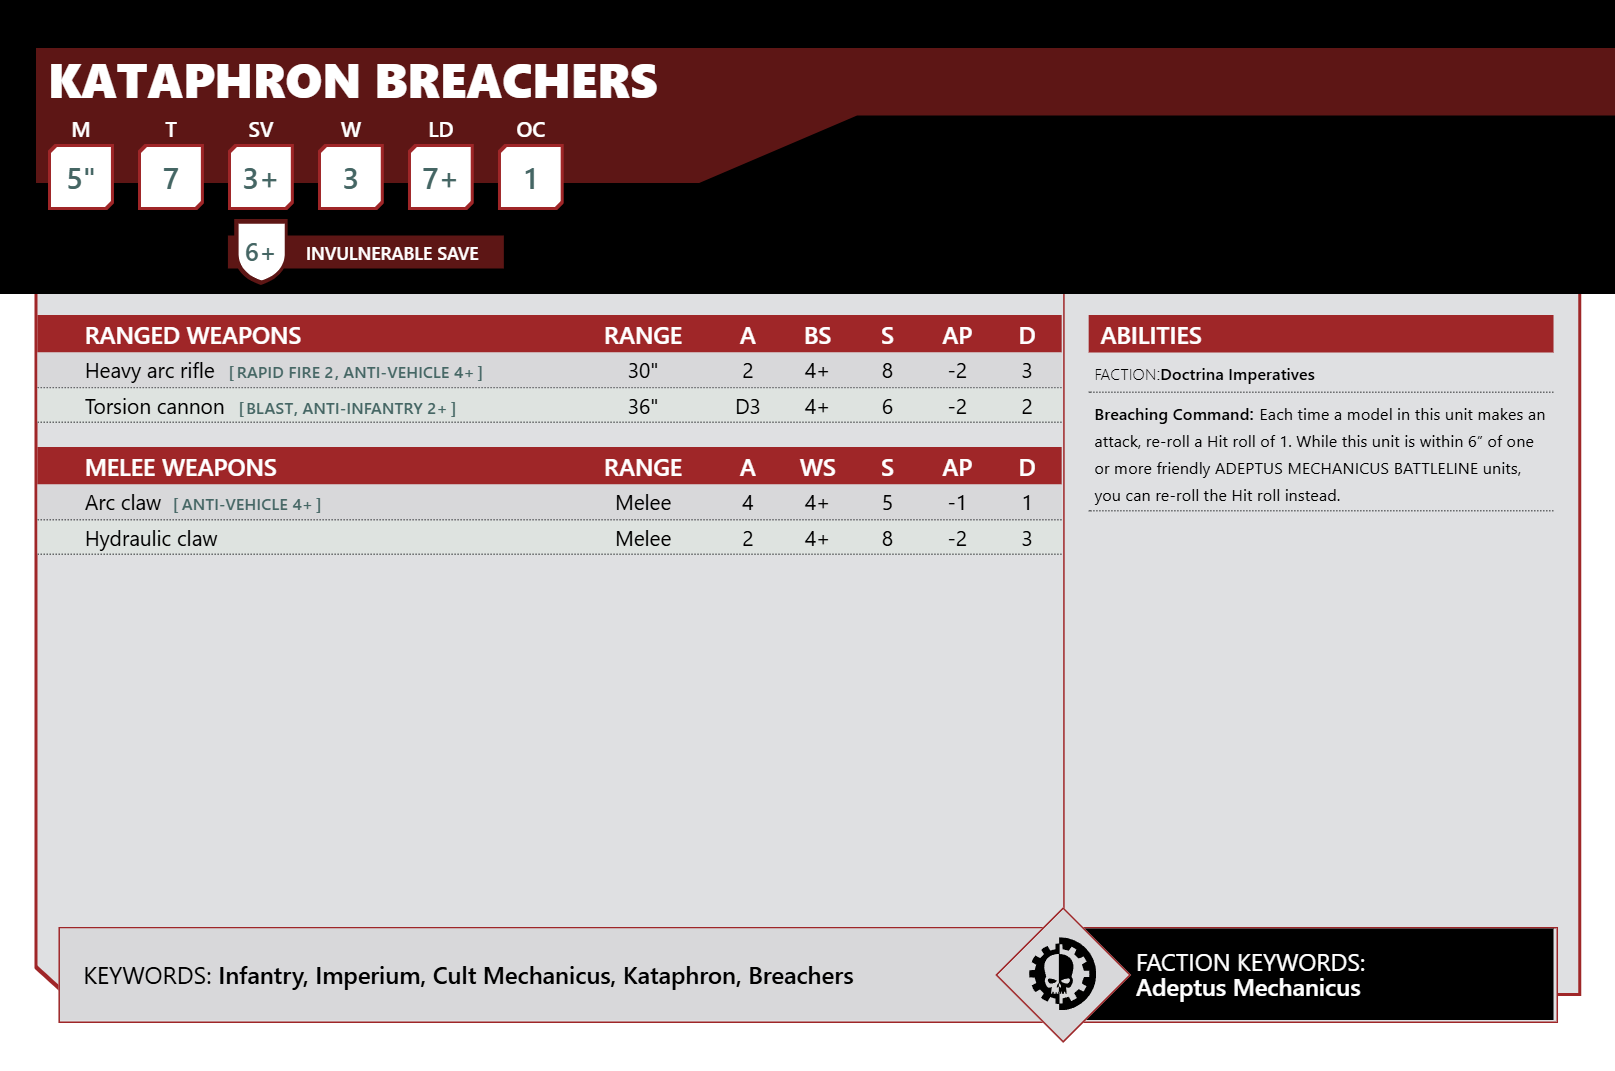 KATAPHRON BREACHERS
M T SV W LD OC
5" 7 3+ 3 7+ 1
6+ INVULNERABLE SAVE
RANGED WEAPONS RANGE A BS S AP D
Heavy arc rifle [RAPID FIRE 2, ANTI-VEHICLE 4+] 30" 2 4+ 8 -2 3
Torsion cannon [BLAST, ANTI-INFANTRY 2+] 36" D3 4+ 6 -2 2
MELEE WEAPONS RANGE A WS S AP D
Arc claw [ANTI-VEHICLE 4+] Melee 4 4+ 5 -1 1
Hydraulic claw Melee 2 4+ 8 -2 3
ABILITIES
FACTION:Doctrina Imperatives
Breaching Command: Each time a model in this unit makes an
attack, re-roll a Hit roll of 1. While this unit is within 6” of one
or more friendly ADEPTUS MECHANICUS BATTLELINE units,
you can re-roll the Hit roll instead.
KEYWORDS: Infantry, Imperium, Cult Mechanicus, Kataphron, Breachers
FACTION KEYWORDS:
Adeptus Mechanicus